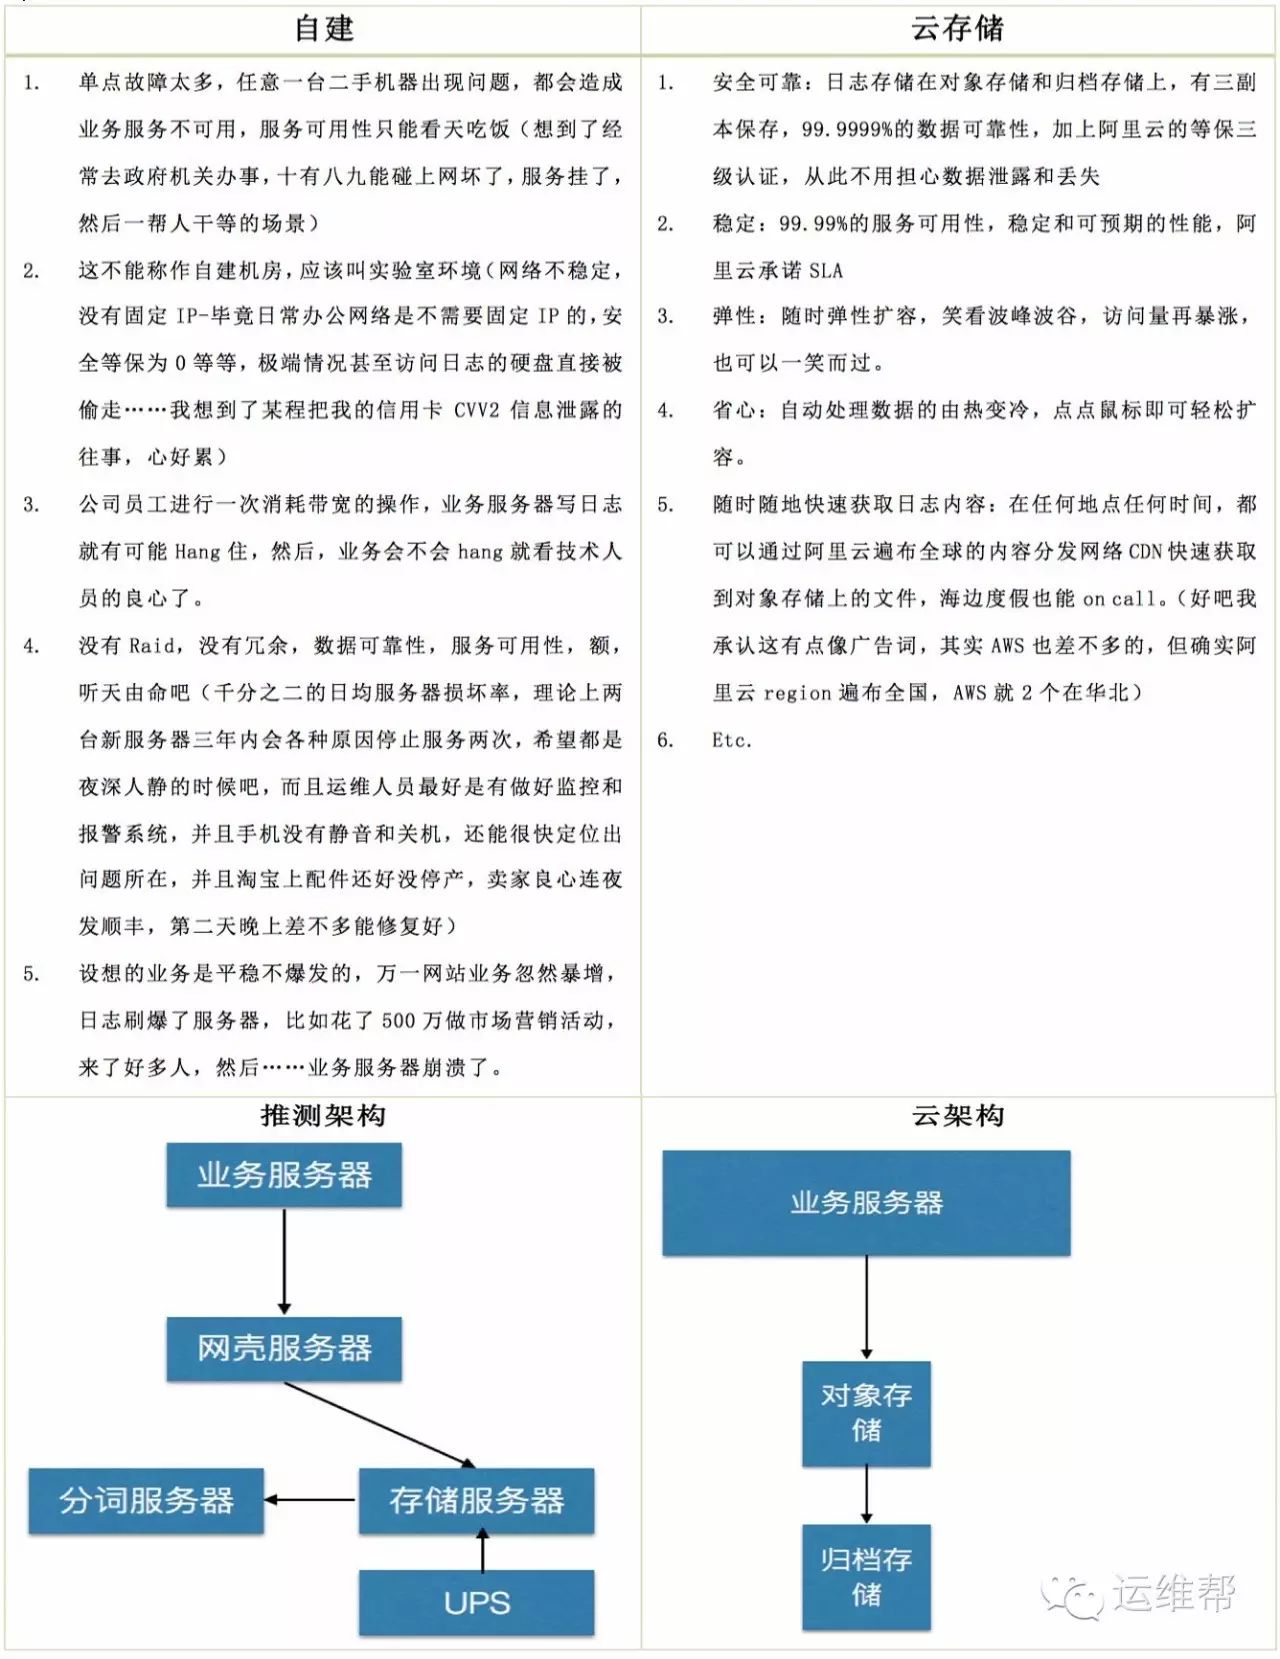 自建
1. 单点故障太多，任意一台二手机器出现问题，都会造成
业务服务不可用，服务可用性只能看天吃饭（想到了经
常去政府机关办事，十有八九能碰上网坏了，服务挂了，
然后一帮人干等的场景）
2. 这不能称作自建机房，应该叫实验室环境（网络不稳定，
没有固定 IP-毕竟日常办公网络是不需要固定 IP 的，安
全等保为 0 等等，极端情况甚至访问日志的硬盘直接被
偷走……我想到了某程把我的信用卡 CVV2 信息泄露的
往事，心好累）
3. 公司员工进行一次消耗带宽的操作，业务服务器写日志
就有可能 Hang 住，然后，业务会不会 hang 就看技术人
员的良心了。
4. 没有 Raid，没有冗余，数据可靠性，服务可用性，额，
听天由命吧（千分之二的日均服务器损坏率，理论上两
台新服务器三年内会各种原因停止服务两次，希望都是
夜深人静的时候吧，而且运维人员最好是有做好监控和
报警系统，并且手机没有静音和关机，还能很快定位出
问题所在，并且淘宝上配件还好没停产，卖家良心连夜
发顺丰，第二天晚上差不多能修复好）
5. 设想的业务是平稳不爆发的，万一网站业务忽然暴增，
日志刷爆了服务器，比如花了 500 万做市场营销活动，
来了好多人，然后……业务服务器崩溃了。
云存储
1. 安全可靠：日志存储在对象存储和归档存储上，有三副
本保存，99.9999%的数据可靠性，加上阿里云的等保三
级认证，从此不用担心数据泄露和丢失
2. 稳定：99.99%的服务可用性，稳定和可预期的性能，阿
里云承诺 SLA
3. 弹性：随时弹性扩容，笑看波峰波谷，访问量再暴涨，
也可以一笑而过。
4. 省心：自动处理数据的由热变冷，点点鼠标即可轻松扩
容。
5. 随时随地快速获取日志内容：在任何地点任何时间，都
可以通过阿里云遍布全球的内容分发网络 CDN 快速获取
到对象存储上的文件，海边度假也能 on call。（好吧我
承认这有点像广告词，其实 AWS 也差不多的，但确实阿
里云 region 遍布全国，AWS 就 2 个在华北）
6. Etc.
推测架构
业务服务器
网壳服务器
分词服务器
存储服务器
UPS
云架构
业务服务器
对象存
储
归档存
储
运维帮